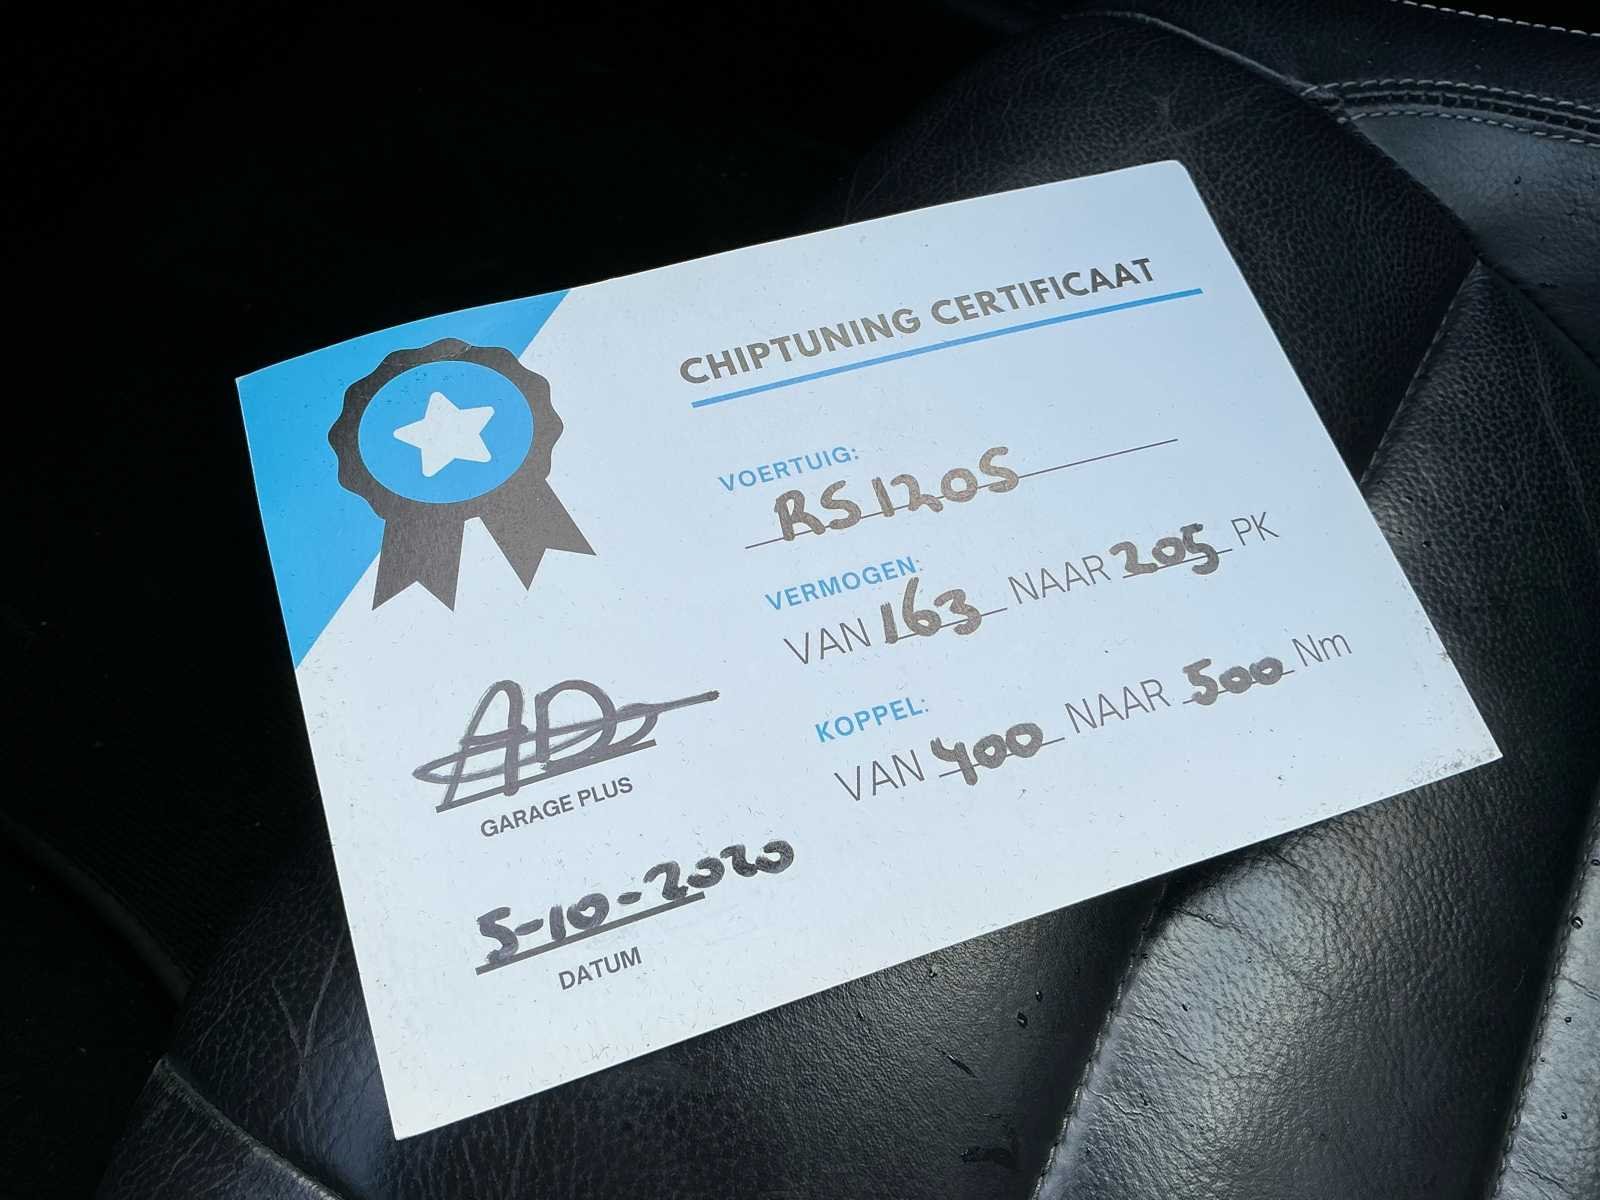 CHIPTUNING CERTIFICAAT
VOERTUIG:
RS120S
VERMOGEN:
VAN 163 NAAR 205 PK
KOPPEL:
VAN 400 NAAR 500 Nm
GARAGE PLUS
5-10-2020
DATUM